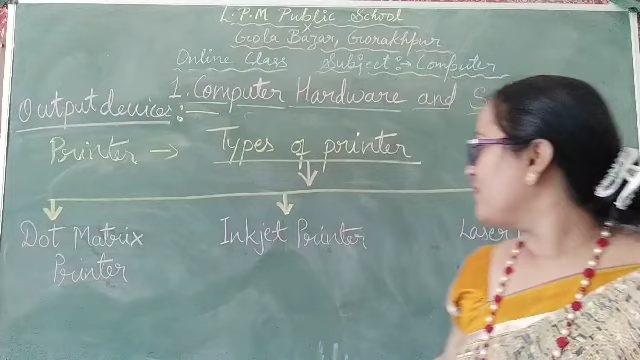 L.P.M Public School
Gola Bazar, Gorakhpur
Online Class Subject:- Computer
1. Computer Hardware and
Output devices:-
Printer → Types of printer
Dot Matrix Printer
Inkjet Printer
Laser